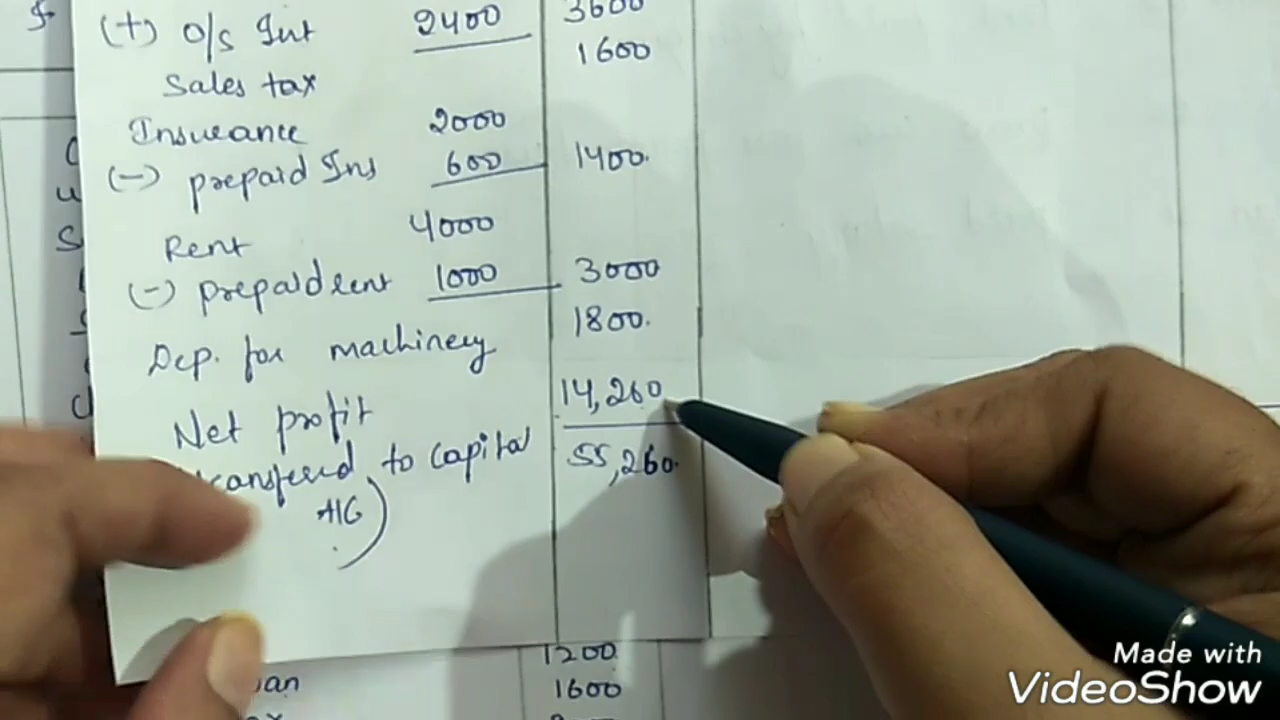 (+) O/s Int 2400 3600
Sales tax 1600
Insurance 2000
(-) prepaid Ins 600 1400.
Rent 4000
(-) prepaid rent 1000 3000
Dep. for machinery 1800.
Net profit 14,260
transferred to capital 55,260.
A/C)
1200
1600
Made with
VideoShow